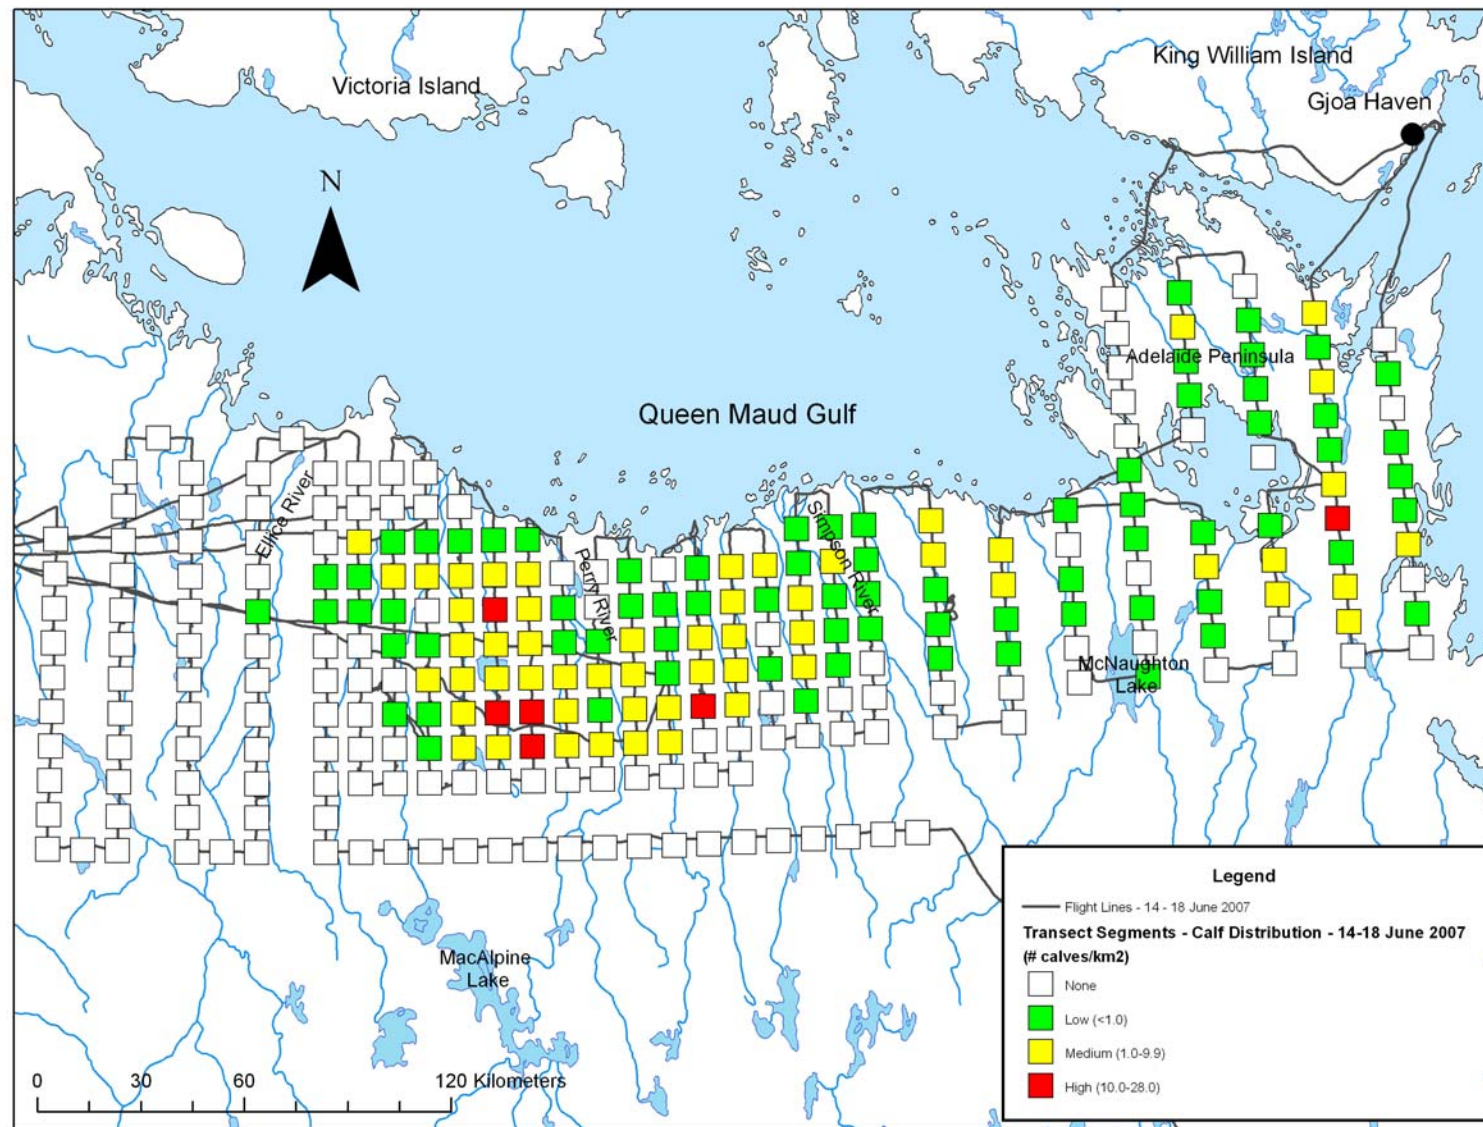 King William Island
Victoria Island
Gjoa Haven
N
Adelaide Peninsula
Queen Maud Gulf
Ellice River
Simpson River
Perry River
McNaughton
Lake
MacAlpine
Lake
0 30 60 120 Kilometers
Legend
Flight Lines - 14 - 18 June 2007
Transect Segments - Calf Distribution - 14-18 June 2007
(# calves/km2)
None
Low (<1.0)
Medium (1.0-9.9)
High (10.0-28.0)